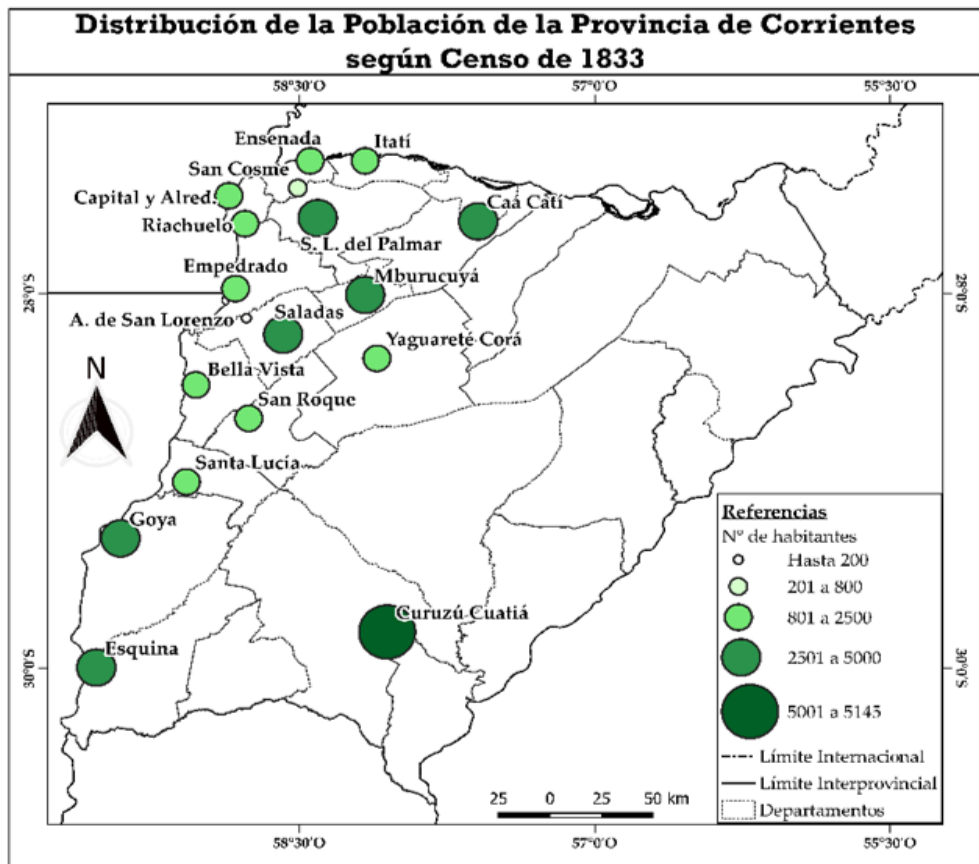 Distribución de la Población de la Provincia de Corrientes
según Censo de 1833
58°30'O 57°0'O 55°30'O
Ensenada
Itatí
San Cosme
Capital y Alred.
Caá Catí
Riachuelo
S. L. del Palmar
Empedrado
Mburucuyá
28°0'S 28°0'S
A. de San Lorenzo
Saladas
Yaguareté Corá
N
Bella Vista
San Roque
Santa Lucía
Goya
Curuzú Cuatiá
Esquina
30°0'S 30°0'S
Referencias
N° de habitantes
Hasta 200
201 a 800
801 a 2500
2501 a 5000
5001 a 5145
Límite Internacional
Límite Interprovincial
Departamentos
25 0 25 50 km
58°30'O 57°0'O 55°30'O